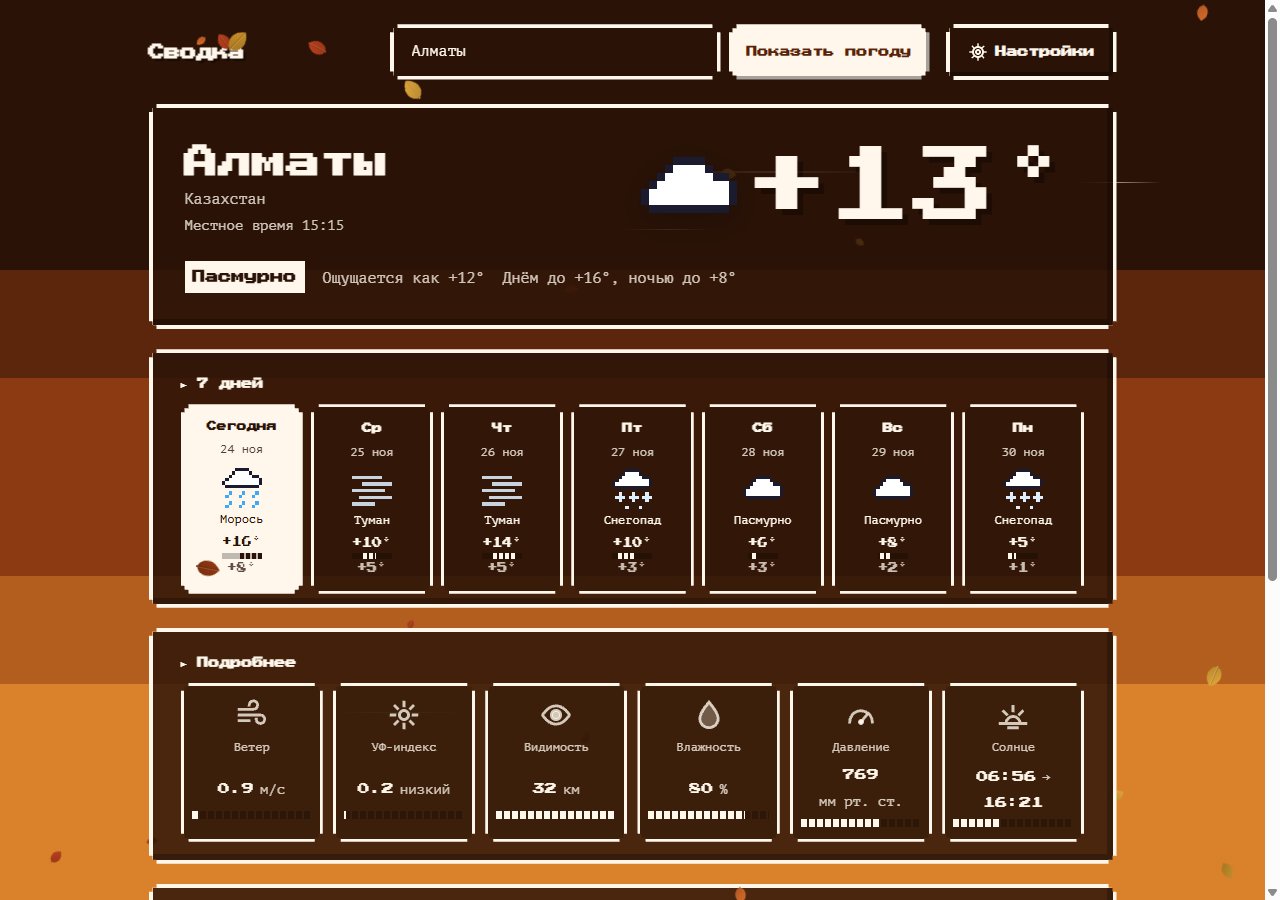 Сводка
Алматы
Показать погоду
Настройки
Алматы
Казахстан
Местное время 15:15
+13°
Пасмурно
Ощущается как +12° Днём до +16°, ночью до +8°
▸ 7 дней
Сегодня
24 ноя
Морось
+16°
+8°
Ср
25 ноя
Туман
+10°
+5°
Чт
26 ноя
Туман
+14°
+5°
Пт
27 ноя
Снегопад
+10°
+3°
Сб
28 ноя
Пасмурно
+6°
+3°
Вс
29 ноя
Пасмурно
+8°
+2°
Пн
30 ноя
Снегопад
+5°
+1°
▸ Подробнее
Ветер
0.9 м/с
УФ-индекс
0.2 низкий
Видимость
32 км
Влажность
80 %
Давление
769
мм рт. ст.
Солнце
06:56 →
16:21